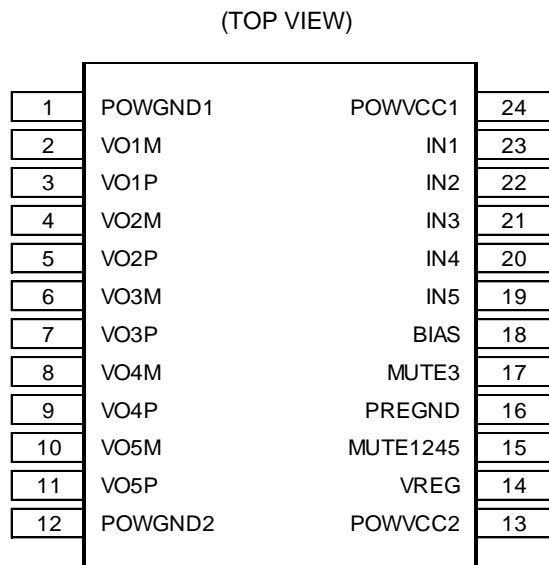 (TOP VIEW)
1 POWGND1 POWVCC1 24
2 VO1M IN1 23
3 VO1P IN2 22
4 VO2M IN3 21
5 VO2P IN4 20
6 VO3M IN5 19
7 VO3P BIAS 18
8 VO4M MUTE3 17
9 VO4P PREGND 16
10 VO5M MUTE1245 15
11 VO5P VREG 14
12 POWGND2 POWVCC2 13